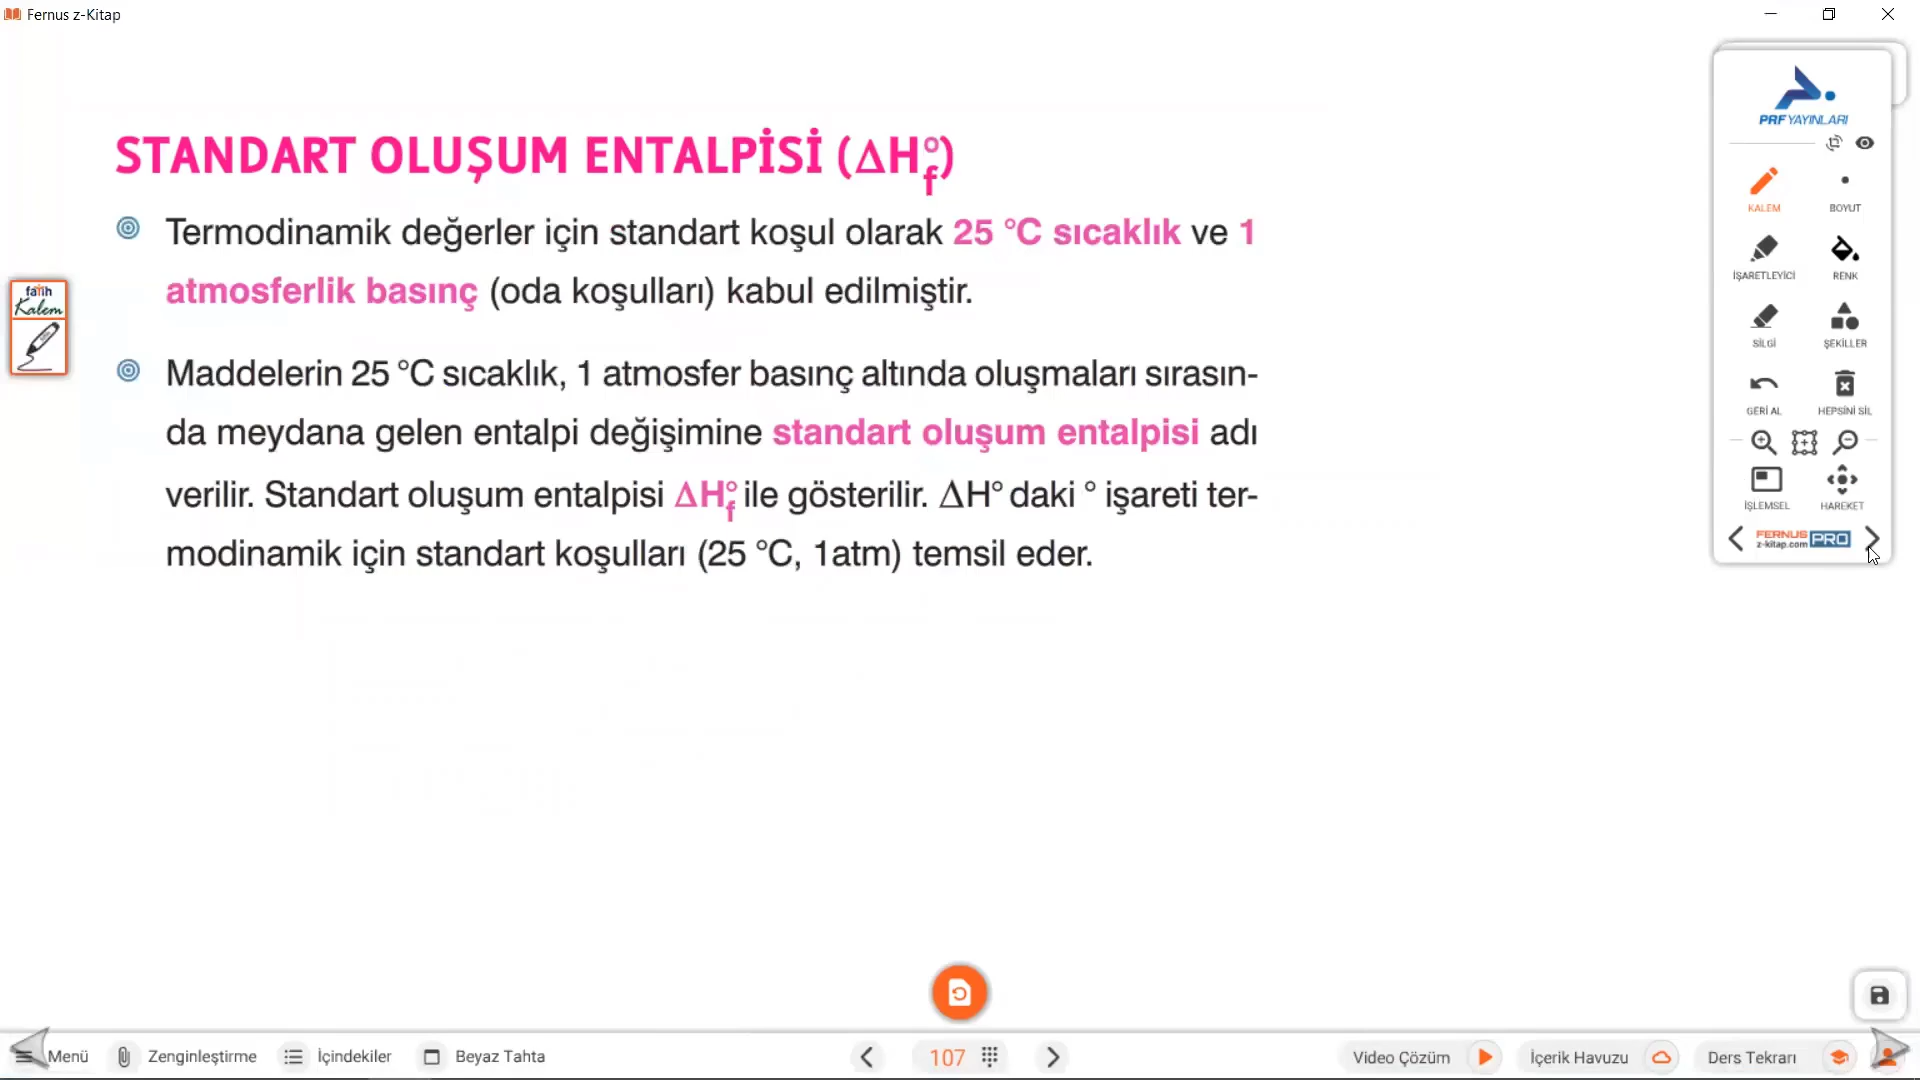 Fernus z-Kitap
PRF YAYINLARI
STANDART OLUŞUM ENTALPİSİ (ΔH°f)
KALEM
BOYUT
Termodinamik değerler için standart koşul olarak 25 °C sıcaklık ve 1
atmosferlik basınç (oda koşulları) kabul edilmiştir.
İŞARETLEYİCİ
RENK
fatih
Kalem
SİLGİ
ŞEKİLLER
Maddelerin 25 °C sıcaklık, 1 atmosfer basınç altında oluşmaları sırasın-
da meydana gelen entalpi değişimine standart oluşum entalpisi adı
verilir. Standart oluşum entalpisi ΔH°f ile gösterilir. ΔH° daki ° işareti ter-
modinamik için standart koşulları (25 °C, 1atm) temsil eder.
GERİ AL
HEPSİNİ SİL
İŞLEMSEL
HAREKET
FERNUS
z-kitap.com PRO
Menü
Zenginleştirme
İçindekiler
Beyaz Tahta
107
Video Çözüm
İçerik Havuzu
Ders Tekrarı